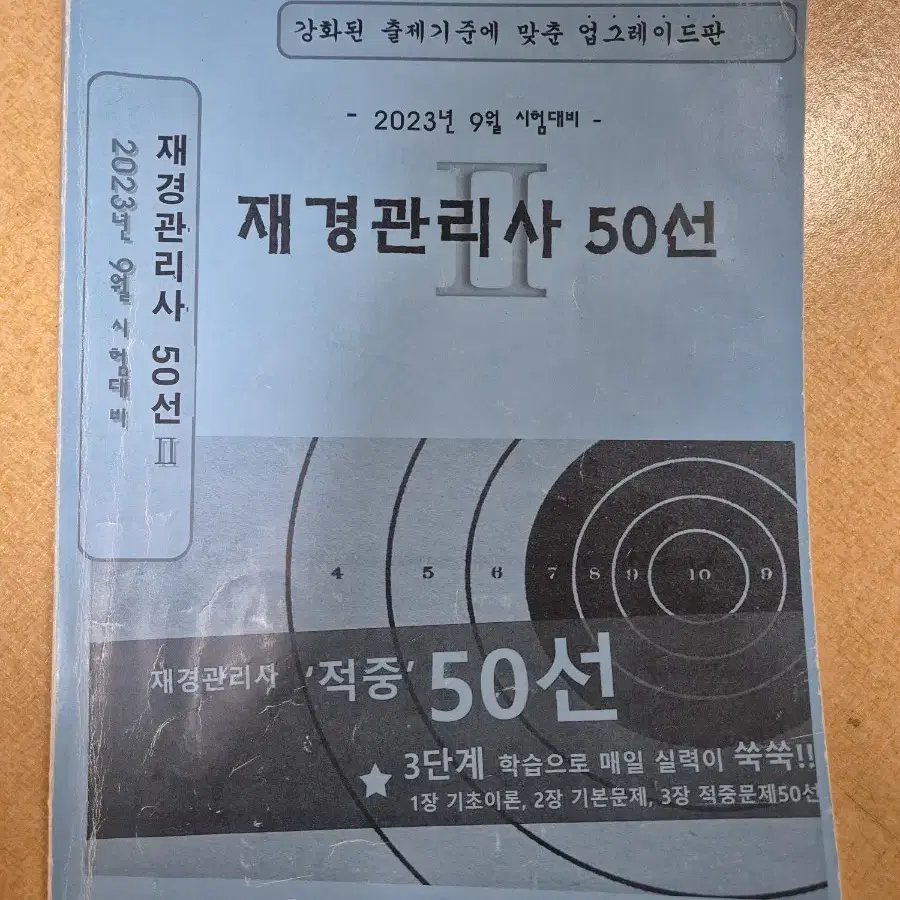 강화된 출제기준에 맞춘 업그레이드판
- 2023년 9월 시험대비 -
재경관리사 50선
Ⅱ
재경관리사 50선 Ⅱ
2023년 9월 시험대비
4 5 6 7 8 9 10 9
재경관리사 '적중' 50선
★ 3단계 학습으로 매일 실력이 쑥쑥!!
1장 기초이론, 2장 기본문제, 3장 적중문제50선